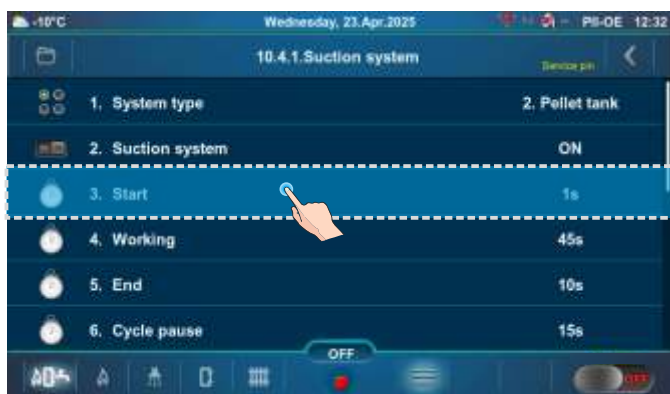 -10°C Wednesday, 23.Apr.2025 PII-OE 12:32
10.4.1.Suction system Service pin
1. System type 2. Pellet tank
2. Suction system ON
3. Start 1s
4. Working 45s
5. End 10s
6. Cycle pause 15s
OFF
OFF